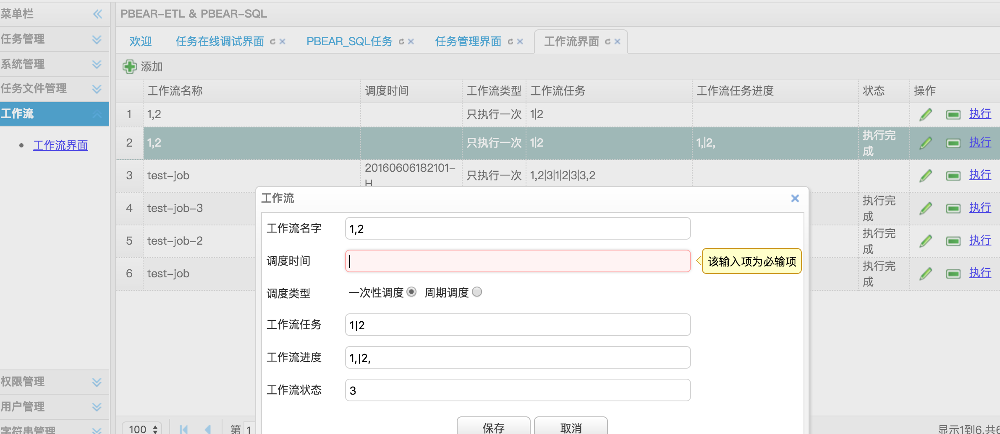 菜单栏
任务管理
系统管理
任务文件管理
工作流
工作流界面
权限管理
用户管理
字符串管理
PBEAR-ETL & PBEAR-SQL
欢迎 任务在线调试界面 PBEAR_SQL任务 任务管理界面 工作流界面
添加
工作流名称 调度时间 工作流类型 工作流任务 工作流任务进度 状态 操作
1 1,2 只执行一次 1|2 执行
2 1,2 只执行一次 1|2 1,|2, 执行完成 执行
3 test-job 20160606182101-H 只执行一次 1,2|3|1|2|3|3,2 执行
4 test-job-3 执行完成 执行
5 test-job-2 执行完成 执行
6 test-job 执行完成 执行
工作流
工作流名字 1,2
调度时间 该输入项为必输项
调度类型 一次性调度 周期调度
工作流任务 1|2
工作流进度 1,|2,
工作流状态 3
保存 取消
100 第 1
显示1到6,共6